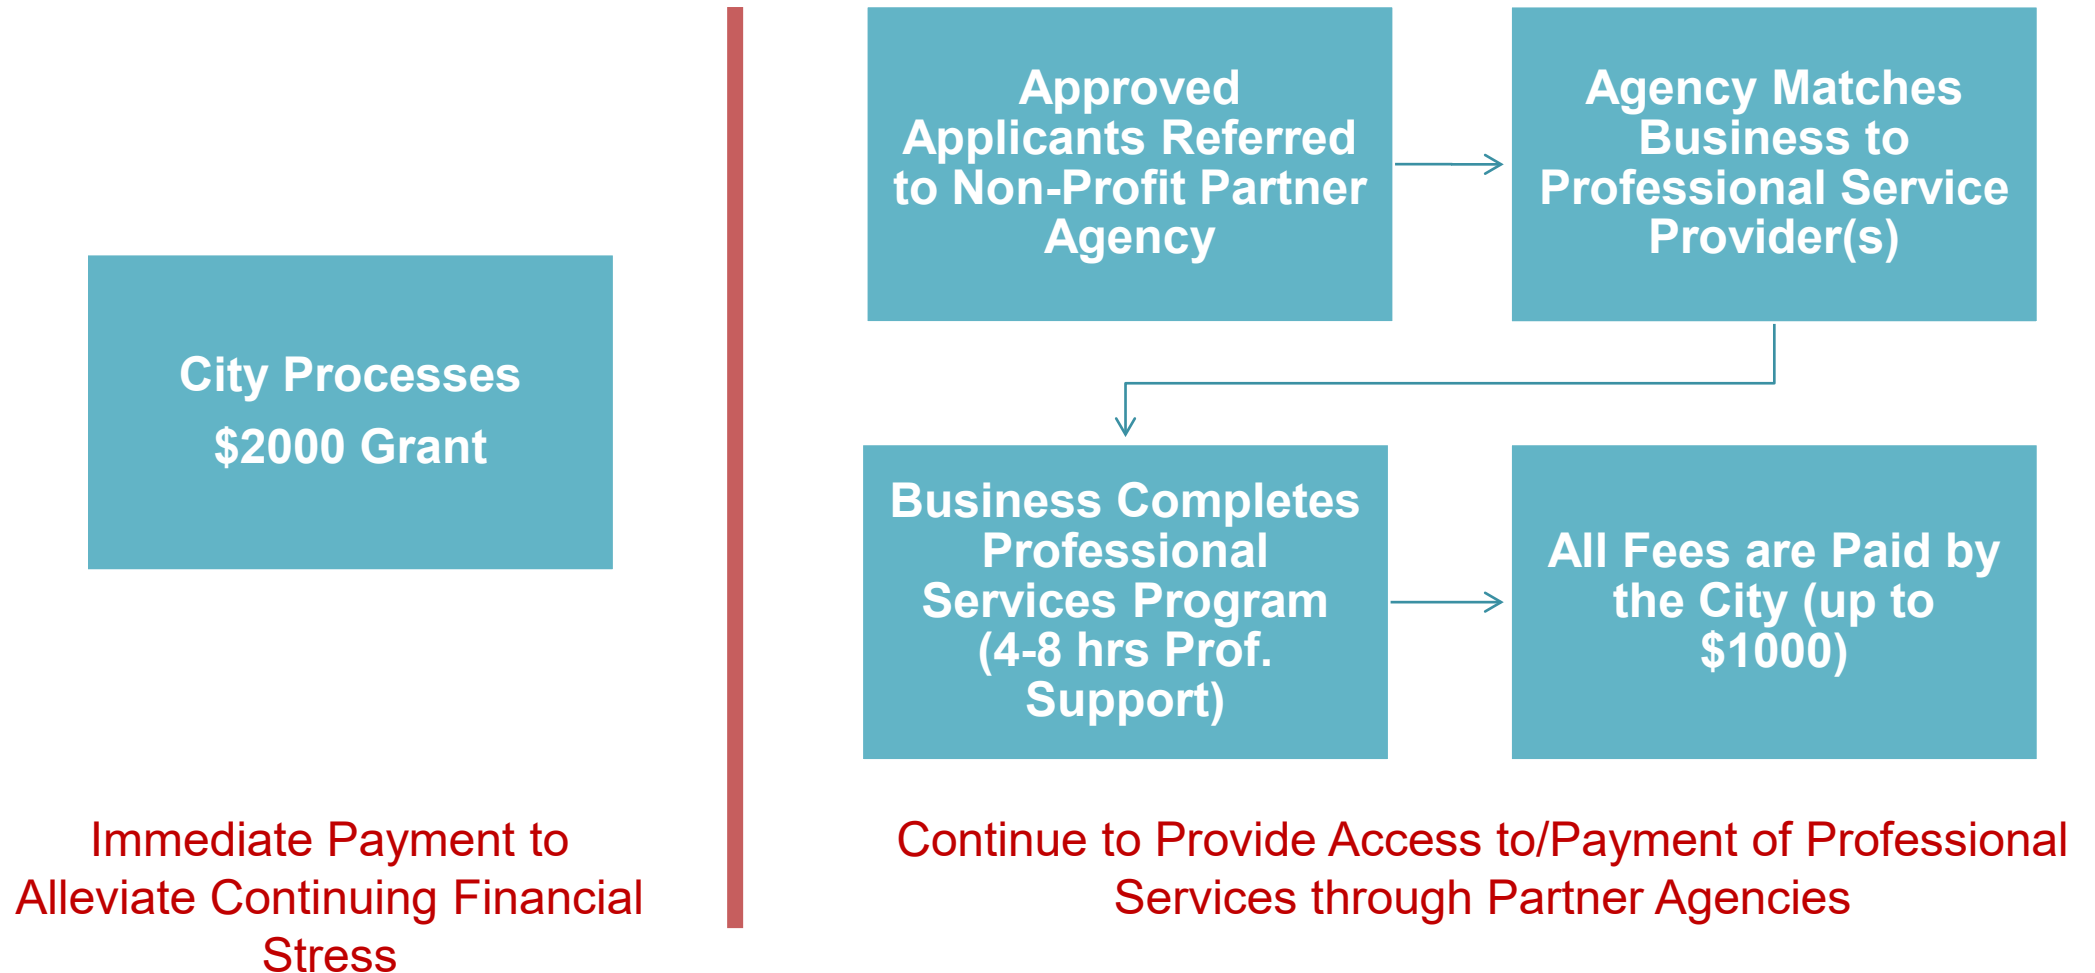 City Processes
$2000 Grant
Immediate Payment to
Alleviate Continuing Financial
Stress
Approved
Applicants Referred
to Non-Profit Partner
Agency
Agency Matches
Business to
Professional Service
Provider(s)
Business Completes
Professional
Services Program
(4-8 hrs Prof.
Support)
All Fees are Paid by
the City (up to
$1000)
Continue to Provide Access to/Payment of Professional
Services through Partner Agencies